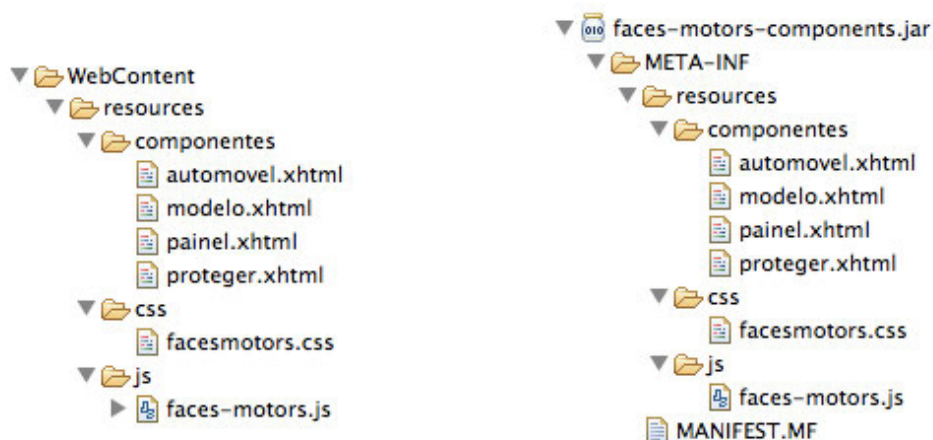 WebContent
resources
componentes
automovel.xhtml
modelo.xhtml
painel.xhtml
proteger.xhtml
css
facesmotors.css
js
faces-motors.js
010 faces-motors-components.jar
META-INF
resources
componentes
automovel.xhtml
modelo.xhtml
painel.xhtml
proteger.xhtml
css
facesmotors.css
js
faces-motors.js
MANIFEST.MF